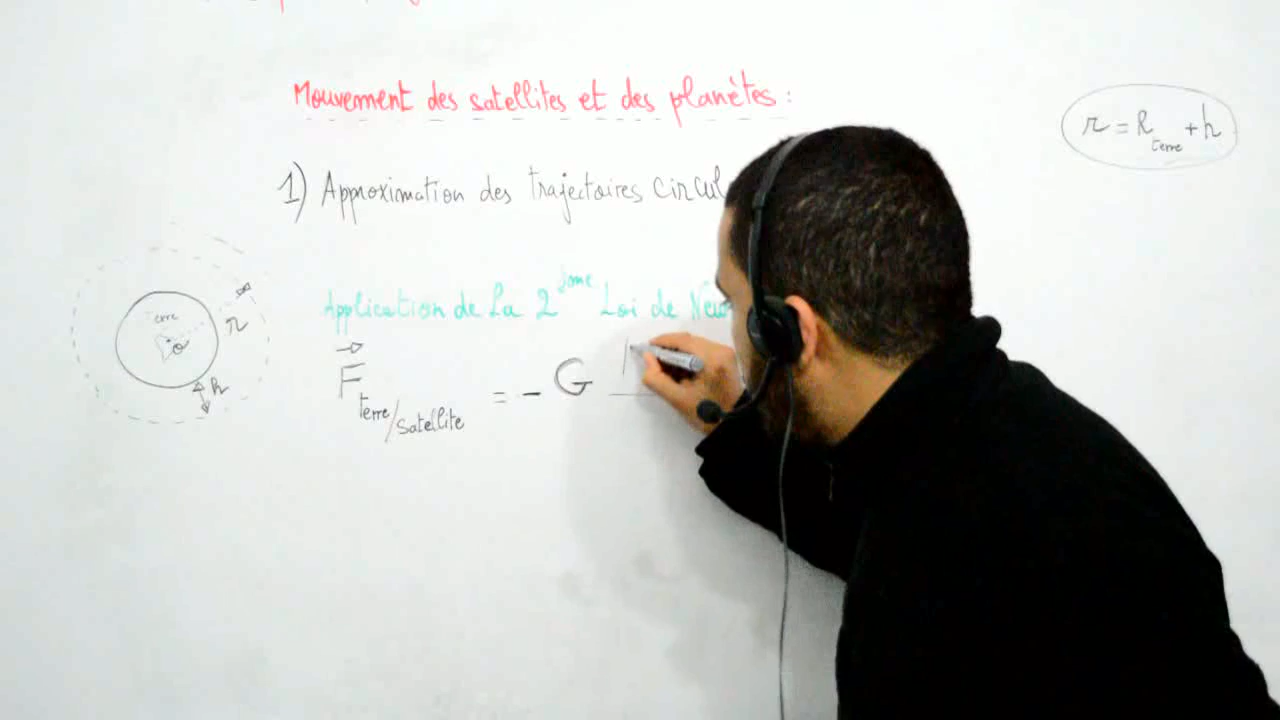 Mouvement des satellites et des planètes :
r = R terre + h
1) Approximation des trajectoires circul
Application de la 2ème Loi de New
Terre
r
h
F terre/satellite = - G